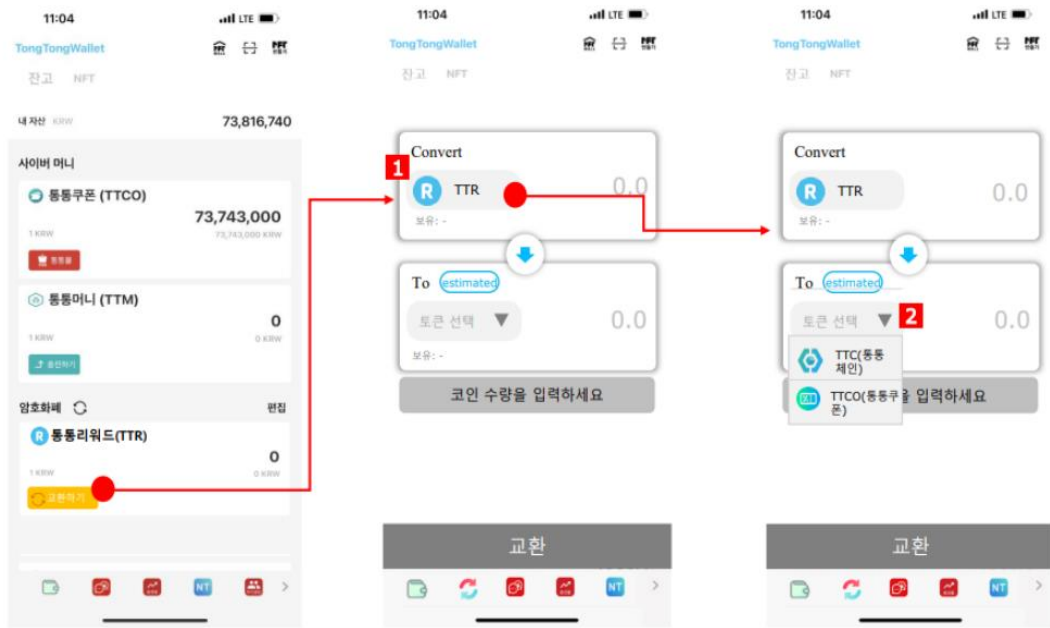 11:04
LTE
TongTongWallet
잔고 NFT
내 자산 KRW 73,816,740
사이버 머니
통통쿠폰 (TTCO)
73,743,000
1 KRW 73,743,000 KRW
통통몰
통통머니 (TTM)
0
1 KRW 0 KRW
출판하기
암호화폐 편집
R 통통리워드(TTR)
0
1 KRW 0 KRW
교환하기
NT
11:04
LTE
TongTongWallet
잔고 NFT
1
Convert
R TTR 0.0
보유: -
To estimated
토큰 선택 0.0
보유: -
코인 수량을 입력하세요
교환
NT
11:04
LTE
TongTongWallet
잔고 NFT
Convert
R TTR 0.0
보유: -
To estimated
토큰 선택 2 0.0
TTC(통통
체인)
TTCO(통통쿠
폰)
을 입력하세요
교환
NT